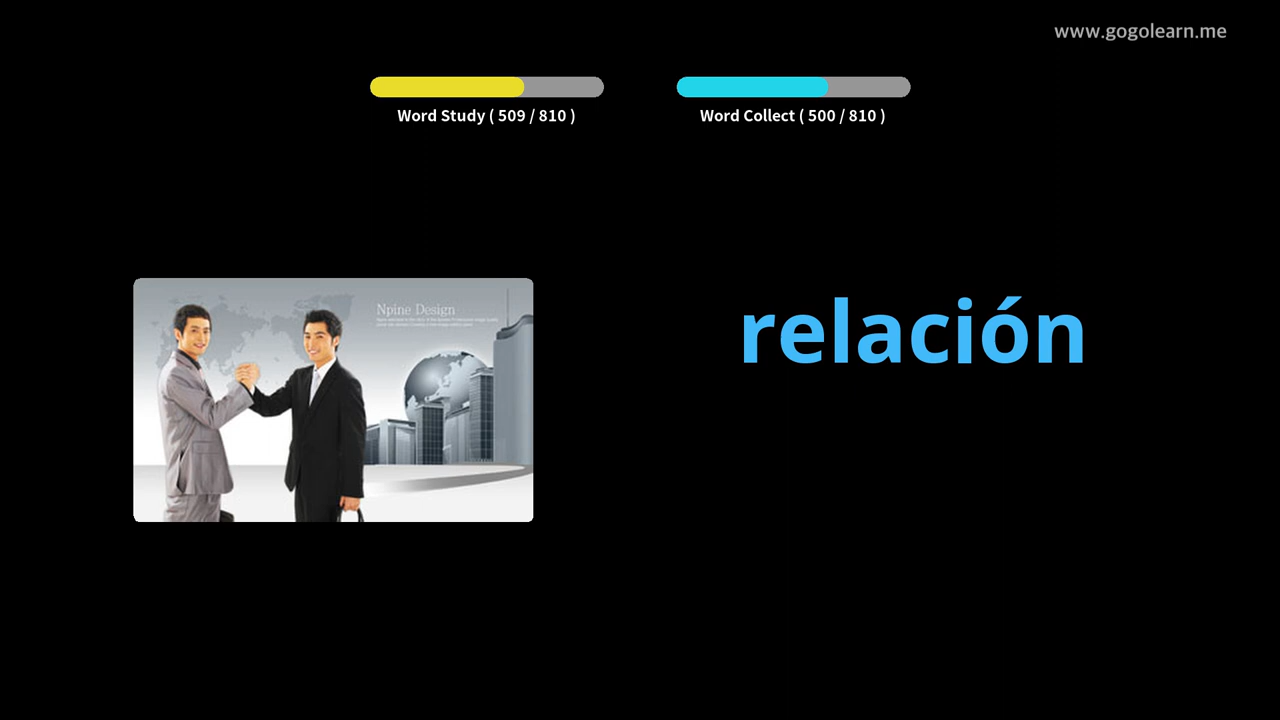 www.gogolearn.me
Word Study ( 509 / 810 )
Word Collect ( 500 / 810 )
Npine Design
relación